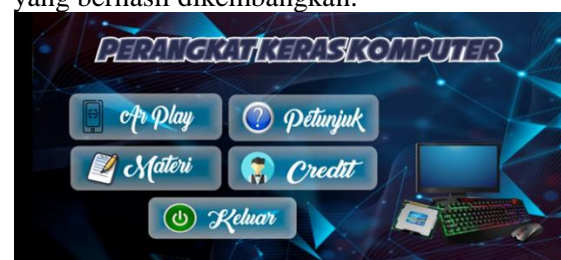 yang berhasil dikembangkan.
PERANGKAT KERAS KOMPUTER
Ar Play
Petunjuk
Materi
Credit
Keluar